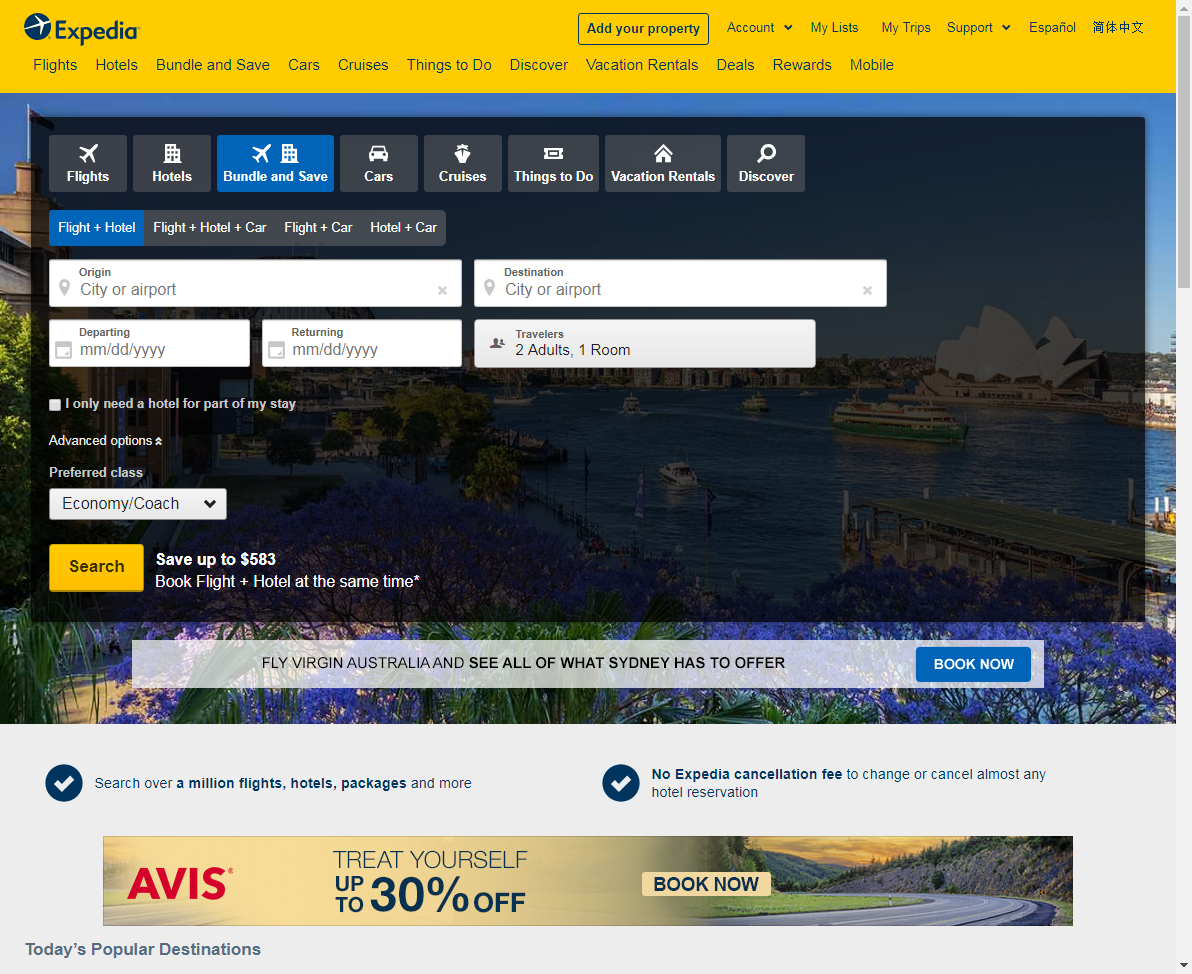 Expedia
Add your property
Account
My Lists
My Trips
Support
Español
简体中文
Flights
Hotels
Bundle and Save
Cars
Cruises
Things to Do
Discover
Vacation Rentals
Deals
Rewards
Mobile
Flights
Hotels
Bundle and Save
Cars
Cruises
Things to Do
Vacation Rentals
Discover
Flight + Hotel
Flight + Hotel + Car
Flight + Car
Hotel + Car
Origin
City or airport
Destination
City or airport
Departing
mm/dd/yyyy
Returning
mm/dd/yyyy
Travelers
2 Adults, 1 Room
I only need a hotel for part of my stay
Advanced options
Preferred class
Economy/Coach
Search
Save up to $583
Book Flight + Hotel at the same time*
FLY VIRGIN AUSTRALIA AND SEE ALL OF WHAT SYDNEY HAS TO OFFER
BOOK NOW
Search over a million flights, hotels, packages and more
No Expedia cancellation fee to change or cancel almost any
hotel reservation
AVIS®
TREAT YOURSELF
UP TO 30% OFF
BOOK NOW
Today's Popular Destinations